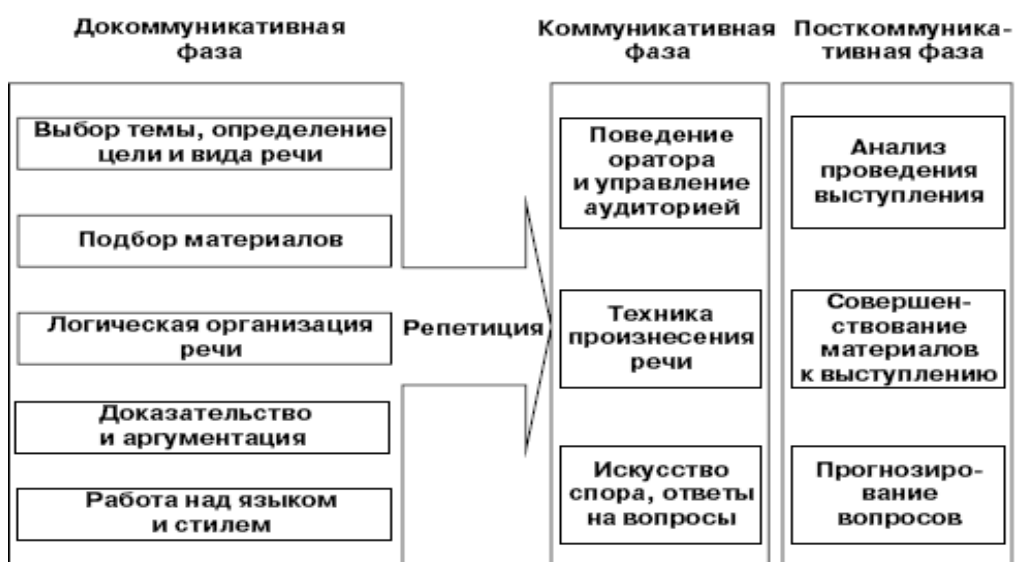 Докоммуникативная
фаза
Выбор темы, определение
цели и вида речи
Подбор материалов
Логическая организация
речи
Доказательство
и аргументация
Работа над языком
и стилем
Репетиция
Коммуникативная
фаза
Поведение
оратора
и управление
аудиторией
Техника
произнесения
речи
Искусство
спора, ответы
на вопросы
Посткоммуника-
тивная фаза
Анализ
проведения
выступления
Совершен-
ствование
материалов
к выступлению
Прогнозиро-
вание
вопросов